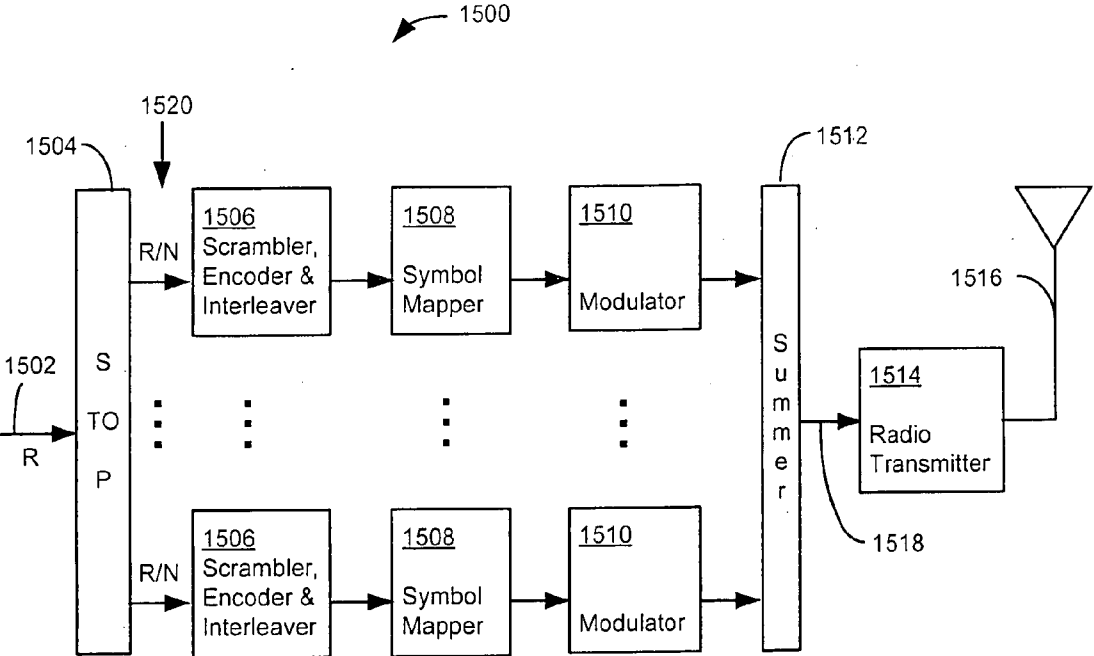 1500
1520
1504
1512
1506
Scrambler,
Encoder &
Interleaver
1508
Symbol
Mapper
1510
Modulator
R/N
1516
1502
R
S
TO
P
Summer
1514
Radio
Transmitter
1518
R/N
1506
Scrambler,
Encoder &
Interleaver
1508
Symbol
Mapper
1510
Modulator